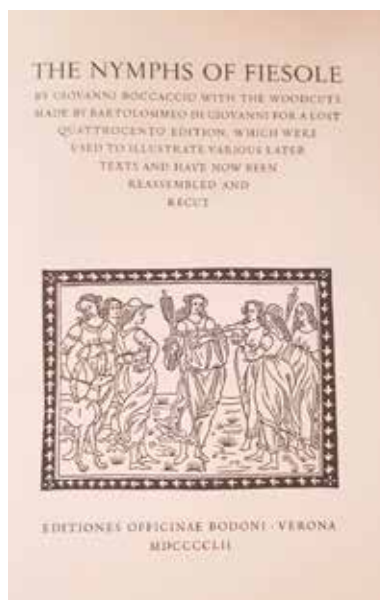 THE NYMPHS OF FIESOLE
BY GIOVANNI BOCCACCIO WITH THE WOODCUTS
MADE BY BARTOLOMMEO DI GIOVANNI FOR A LOST
QUATTROCENTO EDITION, WHICH WERE
USED TO ILLUSTRATE VARIOUS LATER
TEXTS AND HAVE NOW BEEN
REASSEMBLED AND
RECUT
EDITIONES OFFICINAE BODONI · VERONA
MDCCCCLII